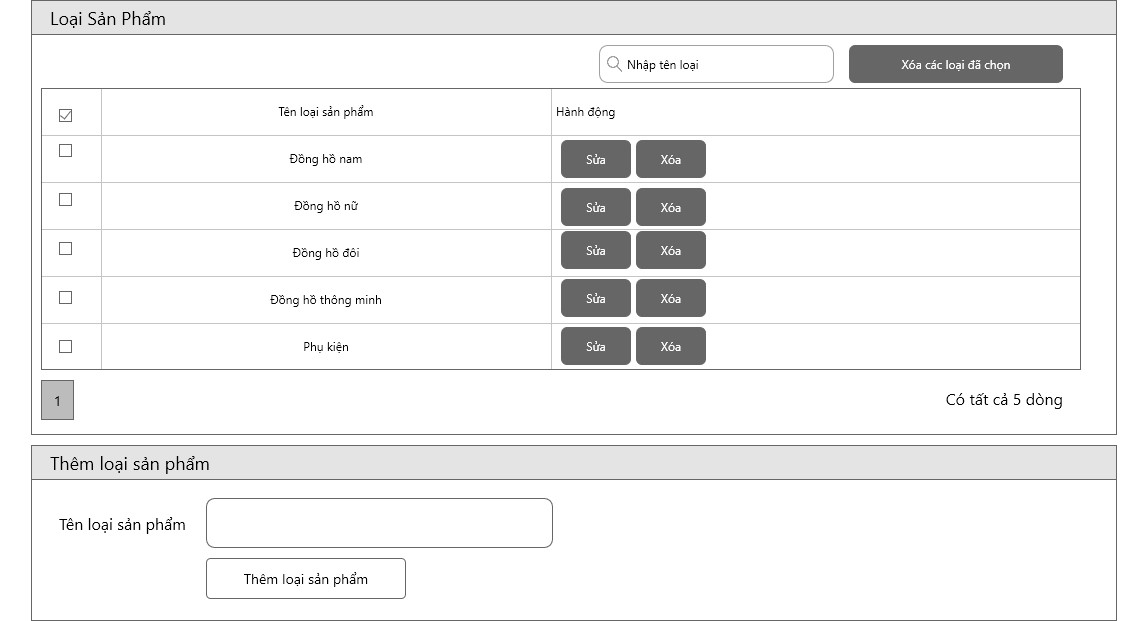 Loại Sản Phẩm
Nhập tên loại
Xóa các loại đã chọn
Tên loại sản phẩm
Hành động
Đồng hồ nam
Sửa
Xóa
Đồng hồ nữ
Sửa
Xóa
Đồng hồ đôi
Sửa
Xóa
Đồng hồ thông minh
Sửa
Xóa
Phụ kiện
Sửa
Xóa
1
Có tất cả 5 dòng
Thêm loại sản phẩm
Tên loại sản phẩm
Thêm loại sản phẩm